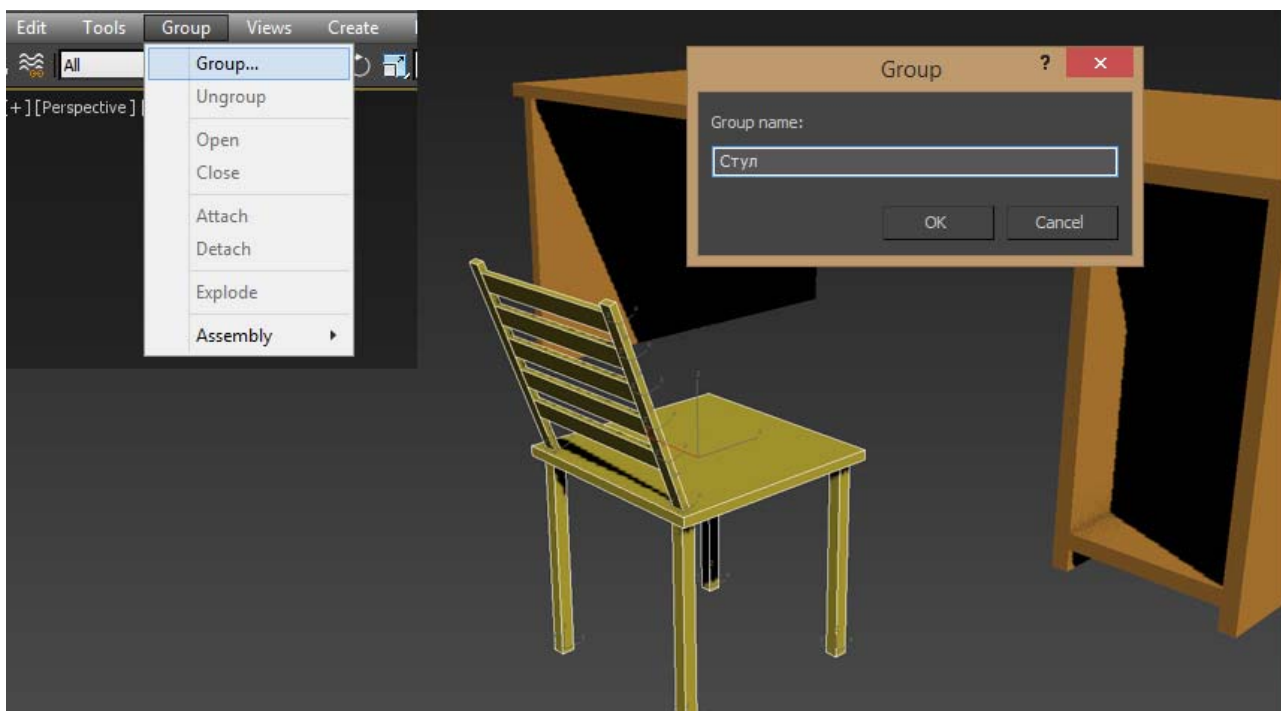 Edit Tools Group Views Create
All
[+][Perspective]
Group...
Ungroup
Open
Close
Attach
Detach
Explode
Assembly
Group ? ×
Group name:
Стул
OK Cancel